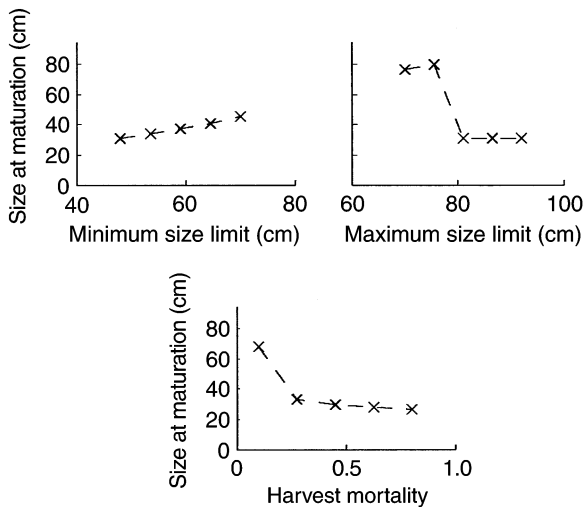 Size at maturation (cm)
80
60
40
20
0
40 60 80
Minimum size limit (cm)
60 80 100
Maximum size limit (cm)
Size at maturation (cm)
80
60
40
20
0
0 0.5 1.0
Harvest mortality